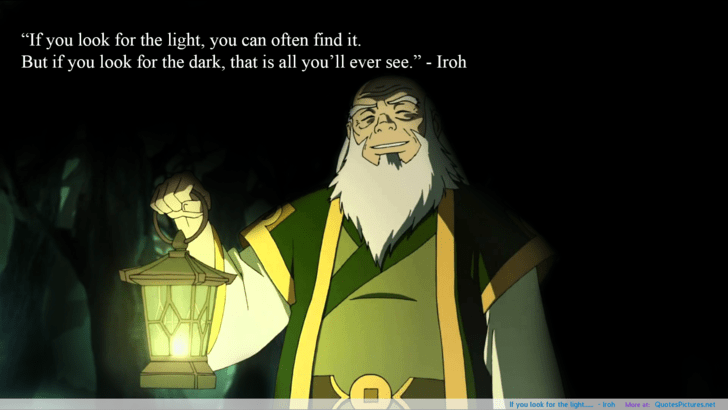 “If you look for the light, you can often find it.
But if you look for the dark, that is all you’ll ever see.” - Iroh
If you look for the light..... - Iroh More at: QuotesPictures.net